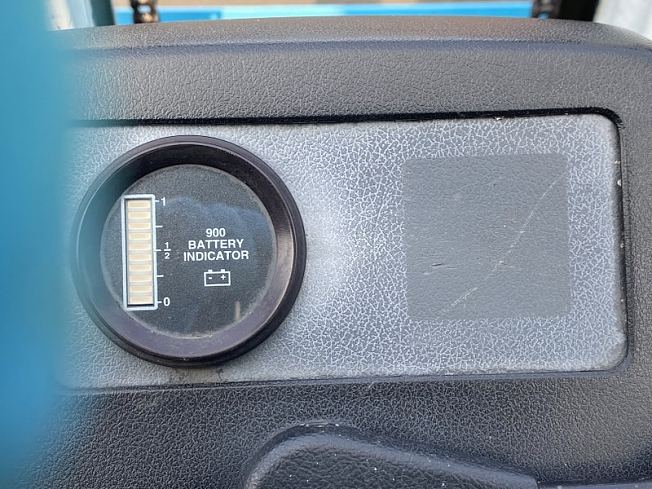 1
1/2
0
900
BATTERY
INDICATOR
- +